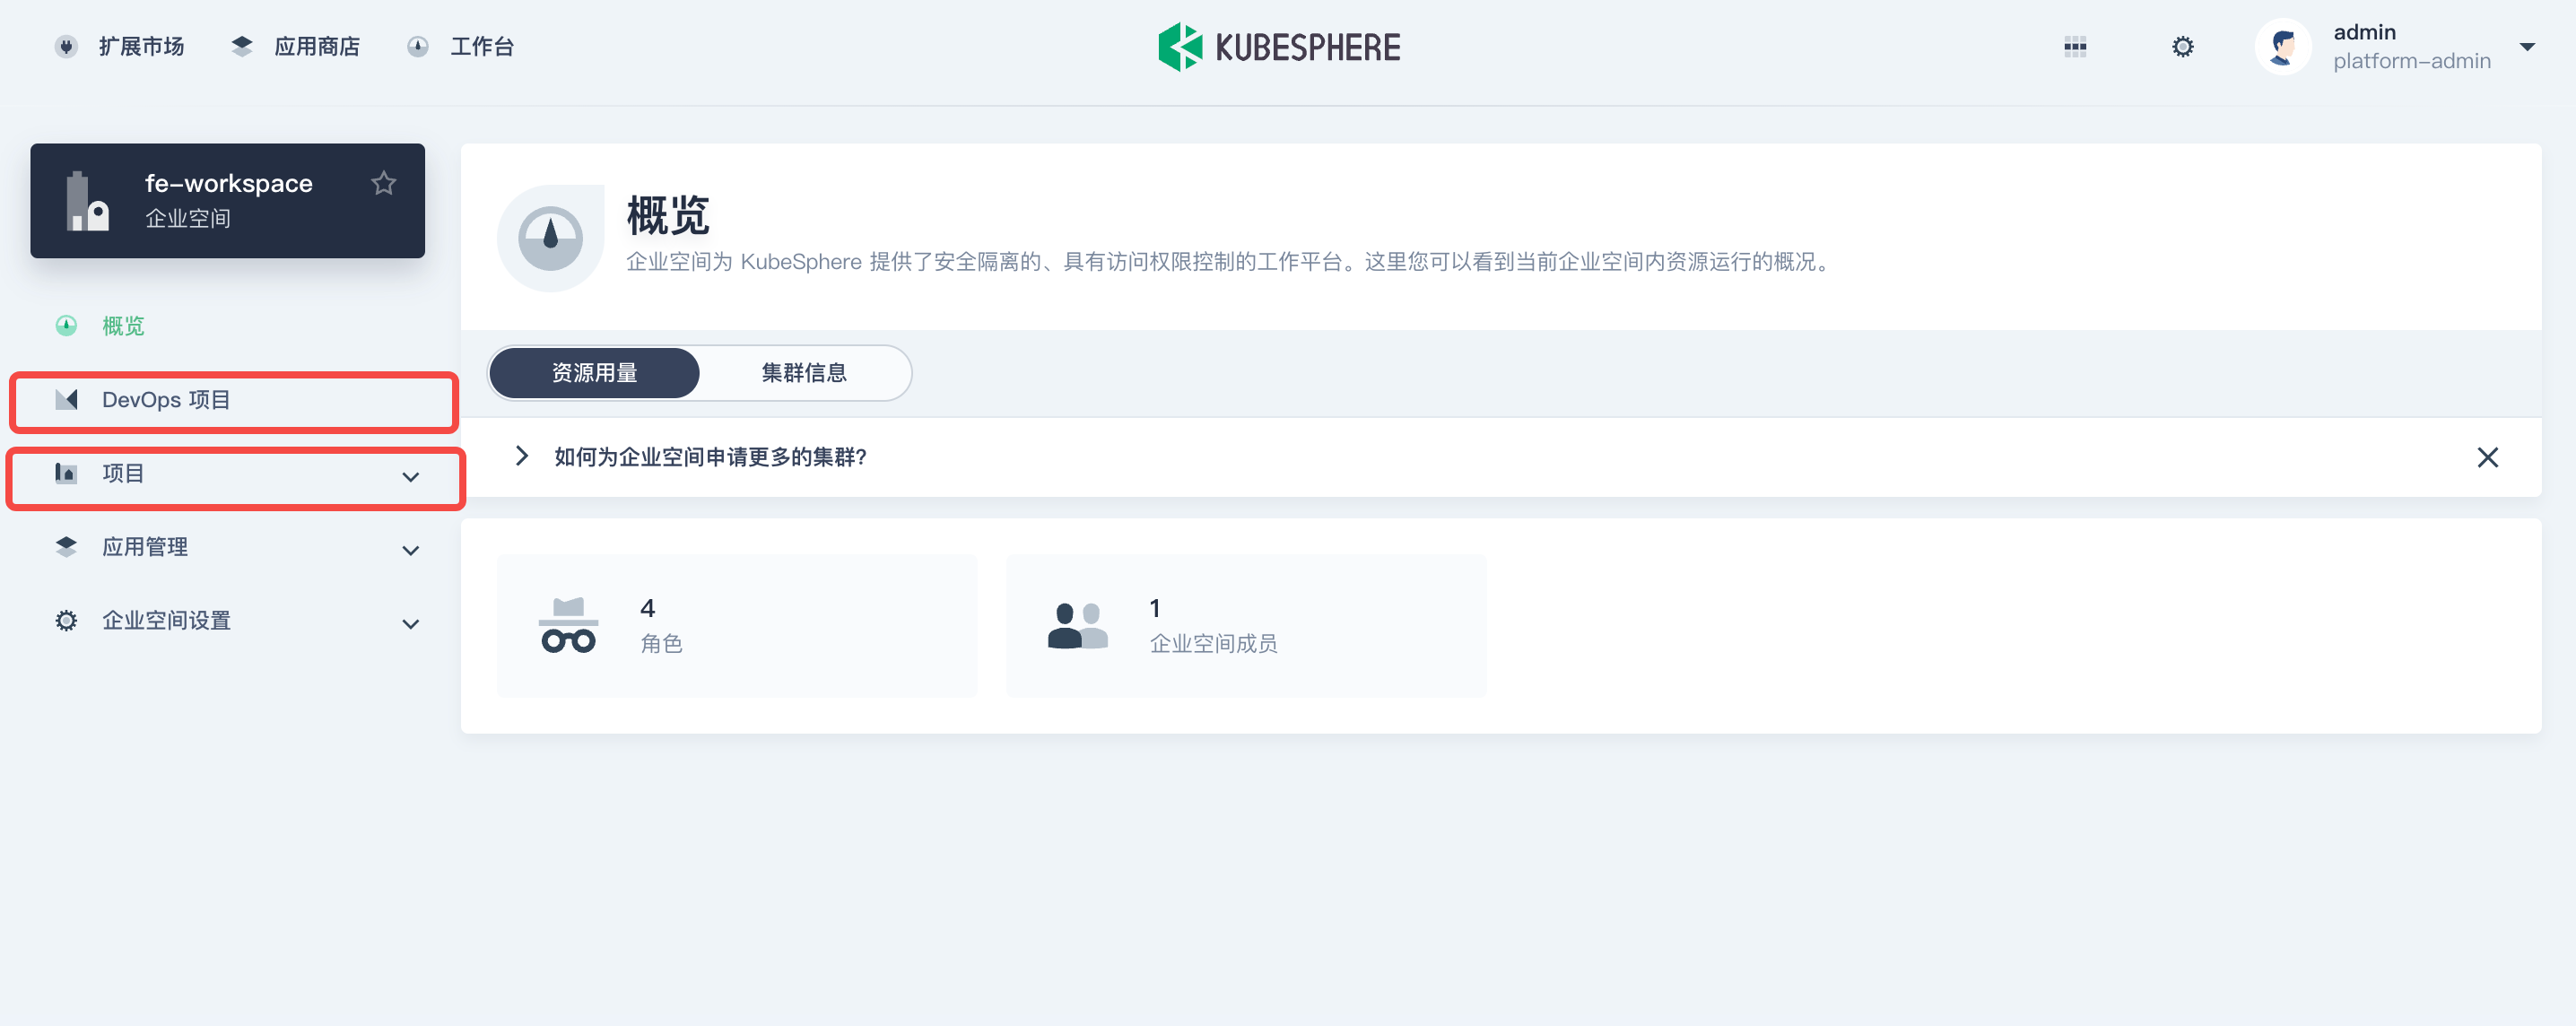 扩展市场
应用商店
工作台
KUBESPHERE
admin
platform-admin
fe-workspace
企业空间
概览
DevOps 项目
项目
应用管理
企业空间设置
概览
企业空间为 KubeSphere 提供了安全隔离的、具有访问权限控制的工作平台。这里您可以看到当前企业空间内资源运行的概况。
资源用量
集群信息
如何为企业空间申请更多的集群?
4
角色
1
企业空间成员